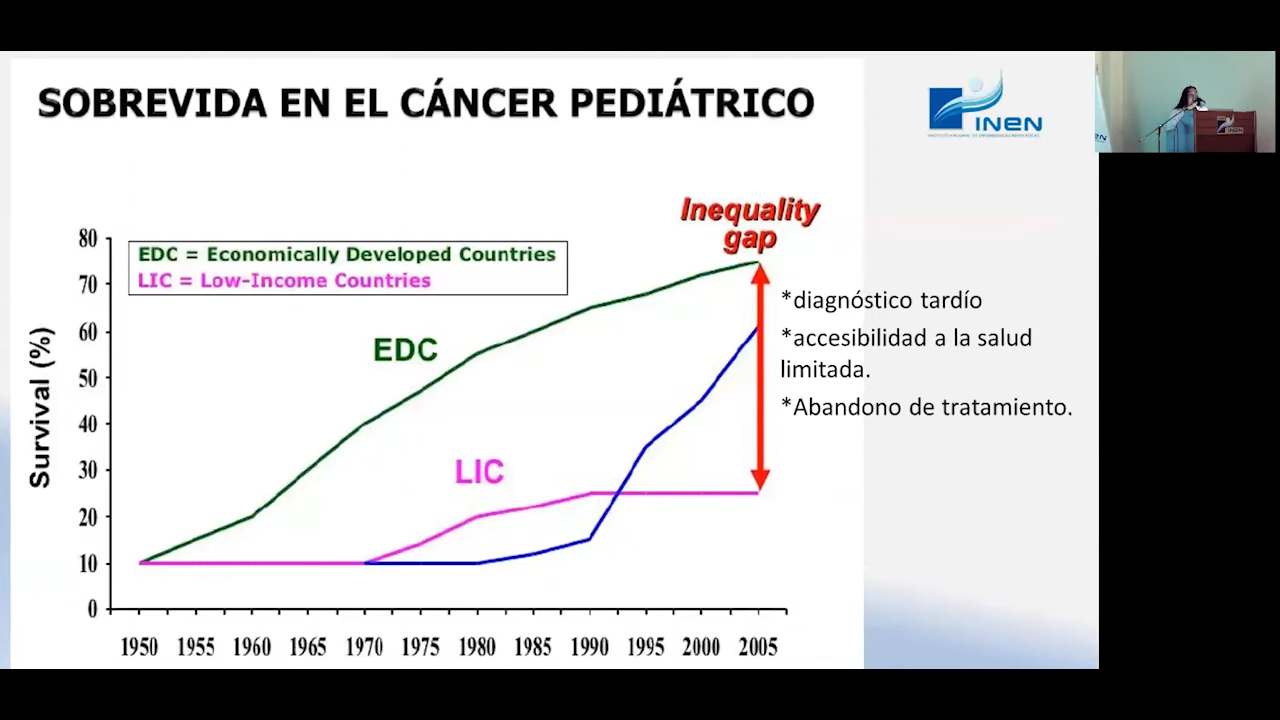 SOBREVIDA EN EL CÁNCER PEDIÁTRICO
INEN
INEN
INEN
Inequality
gap
EDC = Economically Developed Countries
LIC = Low-Income Countries
80
70
60
50
40
30
20
10
0
Survival (%)
EDC
LIC
*diagnóstico tardío
*accesibilidad a la salud
limitada.
*Abandono de tratamiento.
1950 1955 1960 1965 1970 1975 1980 1985 1990 1995 2000 2005